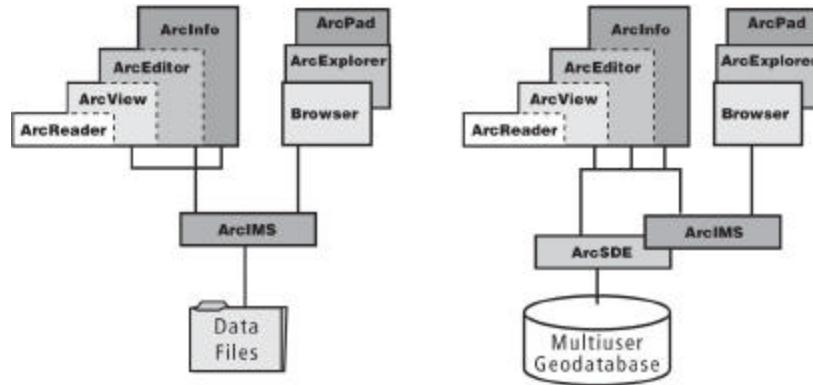 ArcInfo
ArcEditor
ArcView
ArcReader
ArcPad
ArcExplorer
Browser
ArcIMS
Data
Files
ArcInfo
ArcEditor
ArcView
ArcReader
ArcPad
ArcExplorer
Browser
ArcIMS
ArcSDE
Multiuser
Geodatabase